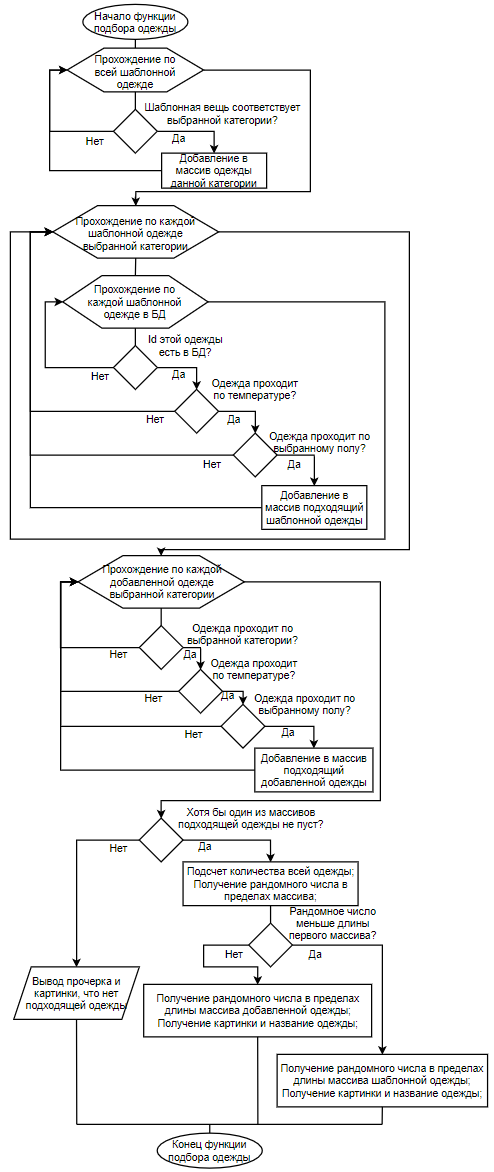 Начало функции
подбора одежды
Прохождение по
всей шаблонной
одежде
Шаблонная вещь соответствует
выбранной категории?
Нет
Да
Добавление в
массив одежды
данной категории
Прохождение по каждой
шаблонной одежде
выбранной категории
Прохождение по
каждой шаблонной
одежде в БД
Id этой одежды
есть в БД?
Нет
Да
Одежда проходит
по температуре?
Нет
Да
Одежда проходит по
выбранному полу?
Нет
Да
Добавление в
массив подходящий
шаблонной одежды
Прохождение по каждой
добавленной одежде
выбранной категории
Одежда проходит по
выбранной категории?
Нет
Да
Одежда проходит
по температуре?
Нет
Да
Одежда проходит по
выбранному полу?
Нет
Да
Добавление в массив
подходящий
добавленной одежды
Хотя бы один из массивов
подходящей одежды не пуст?
Нет
Да
Подсчет количества всей одежды;
Получение рандомного числа в
пределах массива;
Рандомное число
меньше длины
первого массива?
Нет
Да
Вывод прочерка и
картинки, что нет
подходящей одежды
Получение рандомного числа в пределах
длины массива добавленной одежды;
Получение картинки и название одежды;
Получение рандомного числа в пределах
длины массива шаблонной одежды;
Получение картинки и название одежды;
Конец функции
подбора одежды